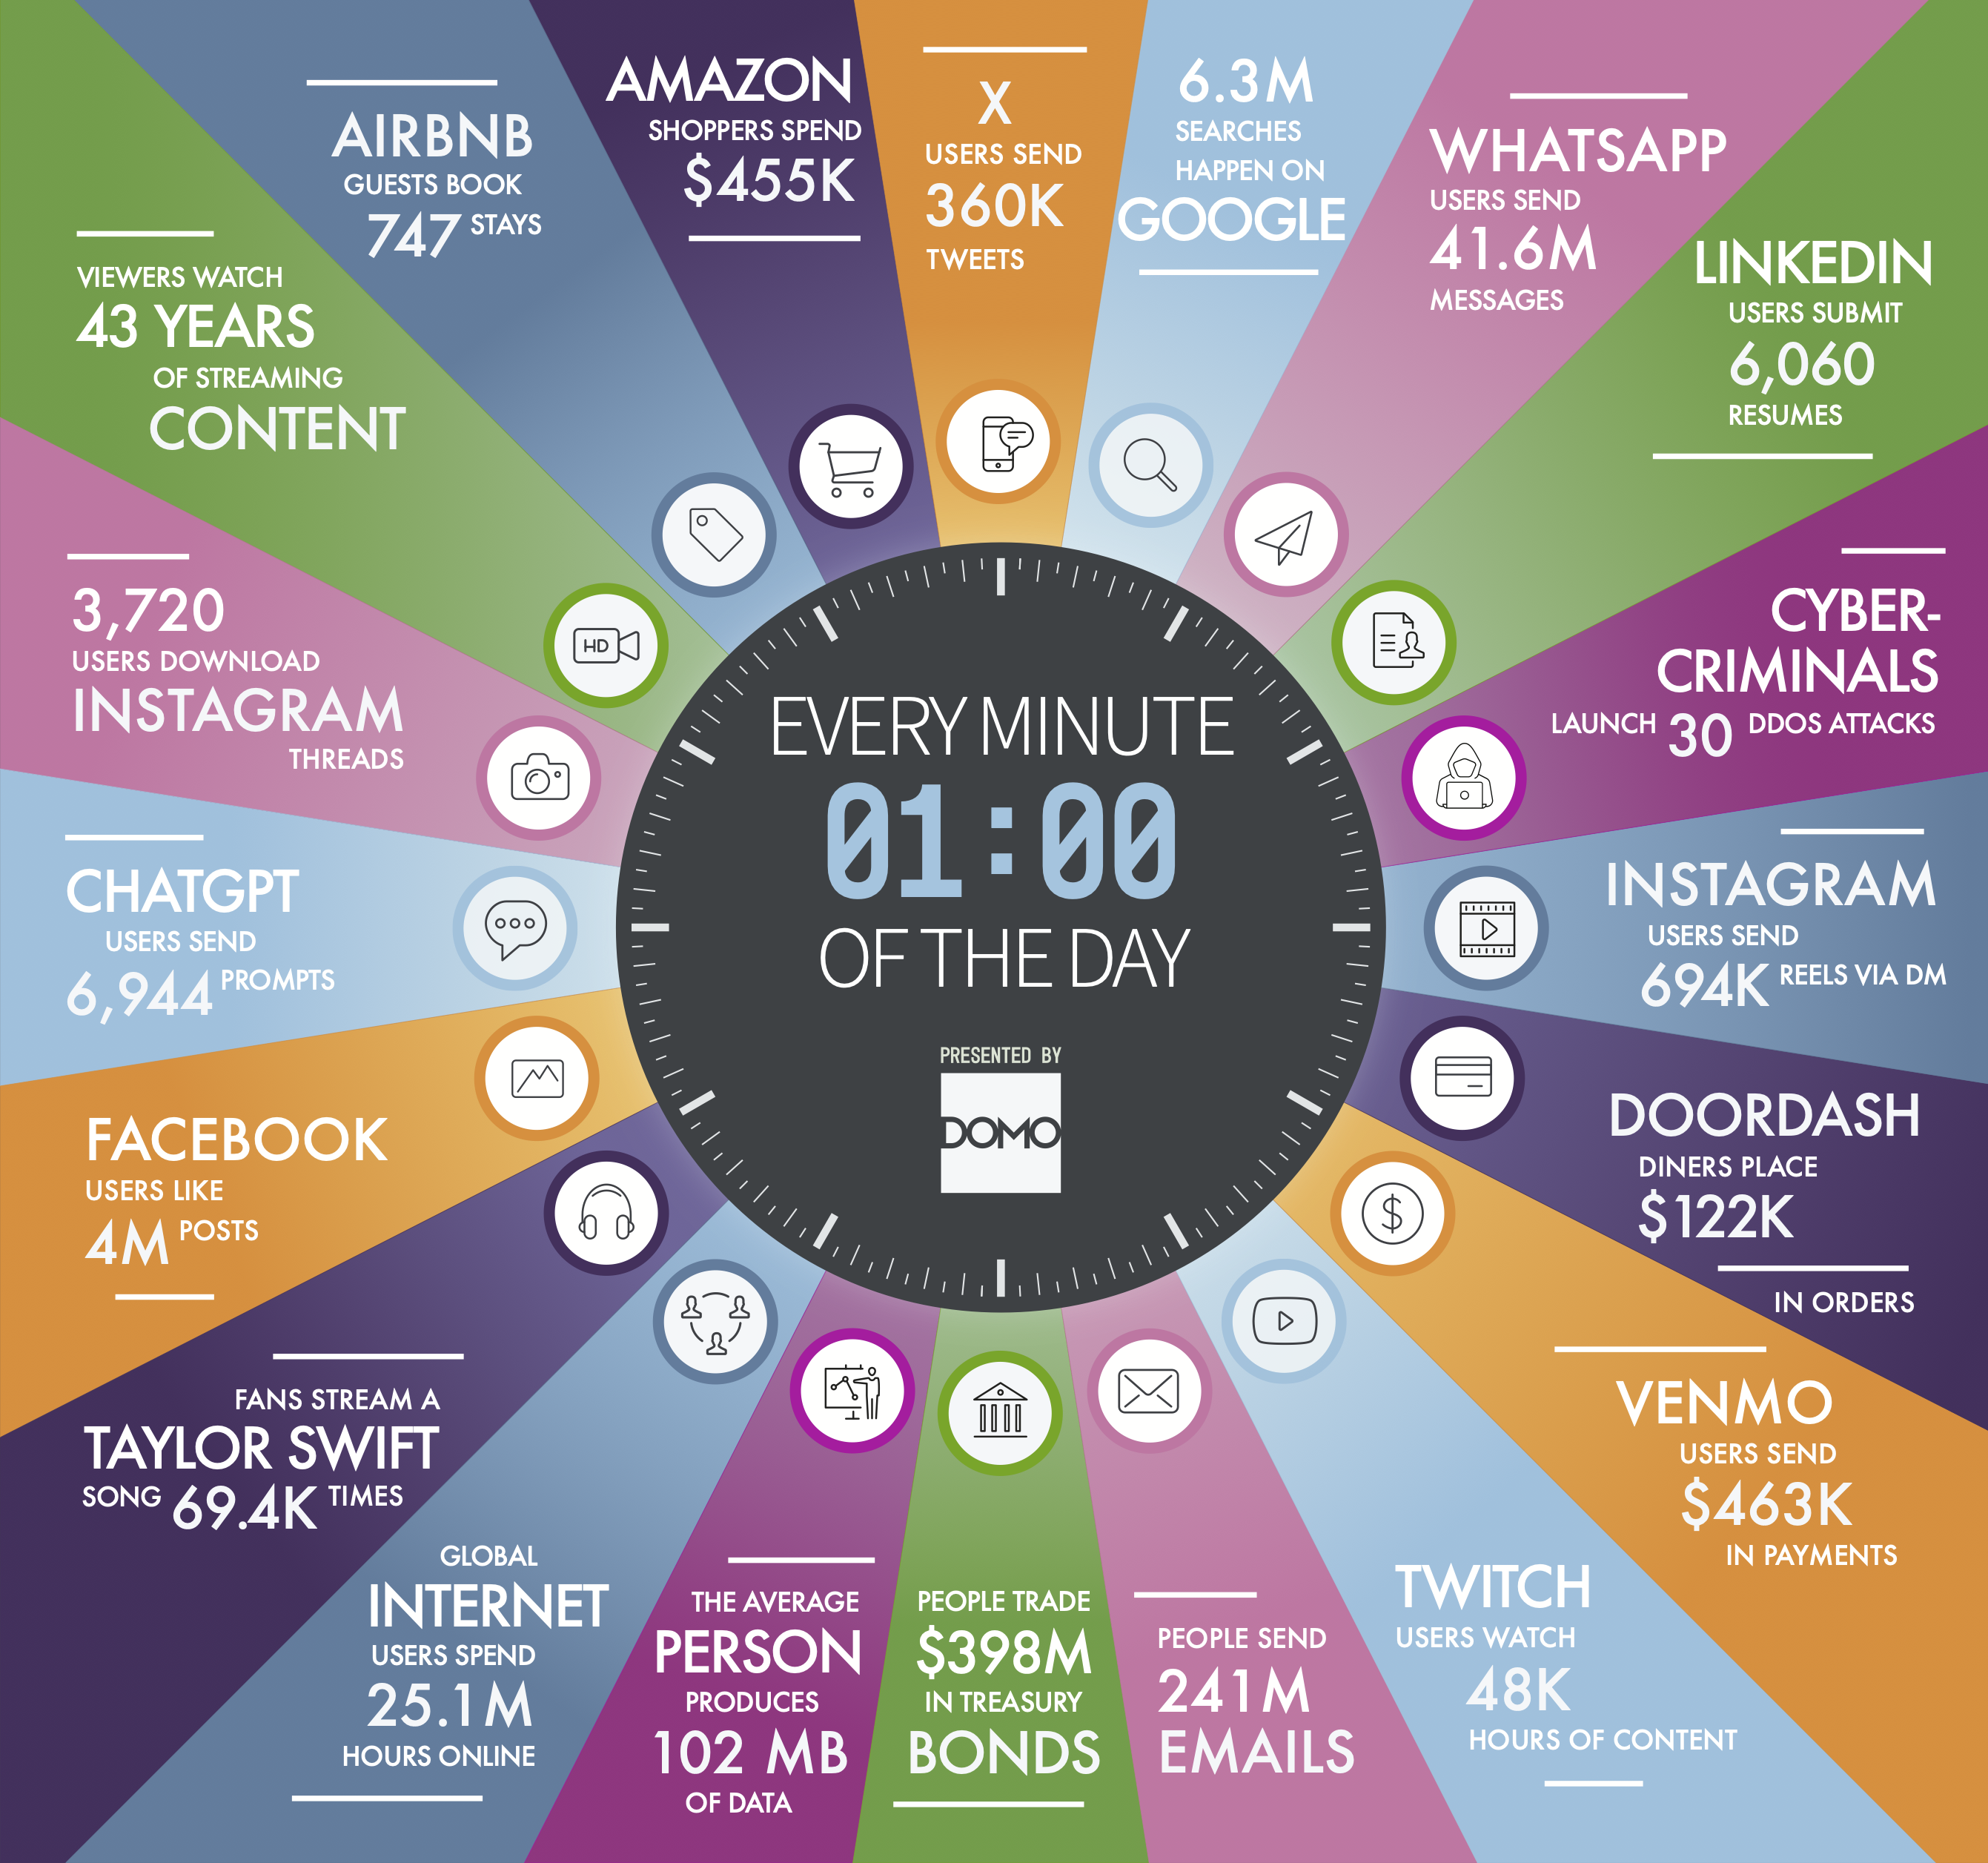 EVERY MINUTE
01:00
OF THE DAY
PRESENTED BY
DOMO
X
USERS SEND
360K
TWEETS
6.3M
SEARCHES
HAPPEN ON
GOOGLE
WHATSAPP
USERS SEND
41.6M
MESSAGES
LINKEDIN
USERS SUBMIT
6,060
RESUMES
CYBER-
CRIMINALS
LAUNCH 30 DDOS ATTACKS
INSTAGRAM
USERS SEND
694K REELS VIA DM
DOORDASH
DINERS PLACE
$122K
IN ORDERS
VENMO
USERS SEND
$463K
IN PAYMENTS
TWITCH
USERS WATCH
48K
HOURS OF CONTENT
PEOPLE SEND
241M
EMAILS
PEOPLE TRADE
$398M
IN TREASURY
BONDS
THE AVERAGE
PERSON
PRODUCES
102 MB
OF DATA
GLOBAL
INTERNET
USERS SPEND
25.1M
HOURS ONLINE
FANS STREAM A
TAYLOR SWIFT
SONG 69.4K TIMES
FACEBOOK
USERS LIKE
4M POSTS
CHATGPT
USERS SEND
6,944 PROMPTS
3,720
USERS DOWNLOAD
INSTAGRAM
THREADS
VIEWERS WATCH
43 YEARS
OF STREAMING
CONTENT
HD
AIRBNB
GUESTS BOOK
747 STAYS
AMAZON
SHOPPERS SPEND
$455K